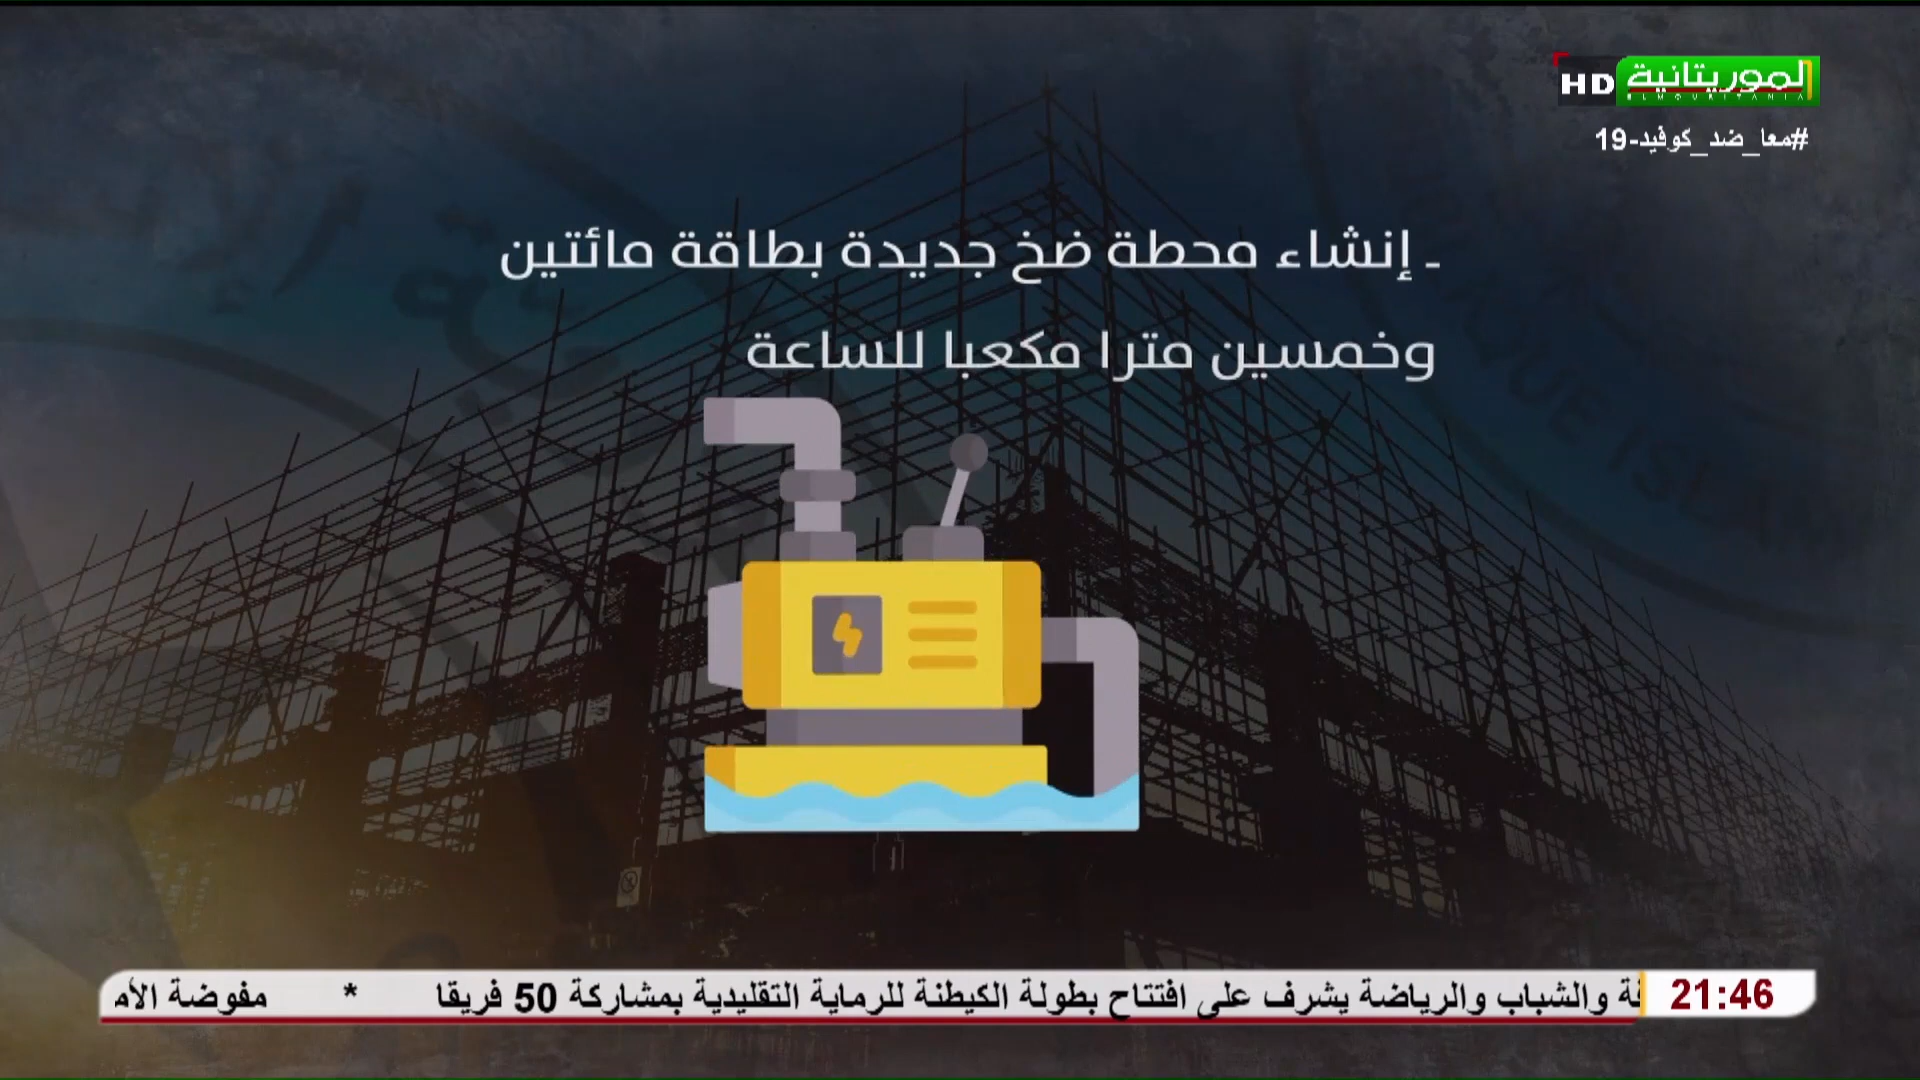 HD الموريتانية
ELMOURITANIA
#معا_ضد_كوفيد-19
- إنشاء محطة ضخ جديدة بطاقة مائتين
وخمسين مترا مكعبا للساعة
21:46 والشباب والرياضة يشرف على افتتاح بطولة الكيطنة للرماية التقليدية بمشاركة 50 فريقا * مفوضة